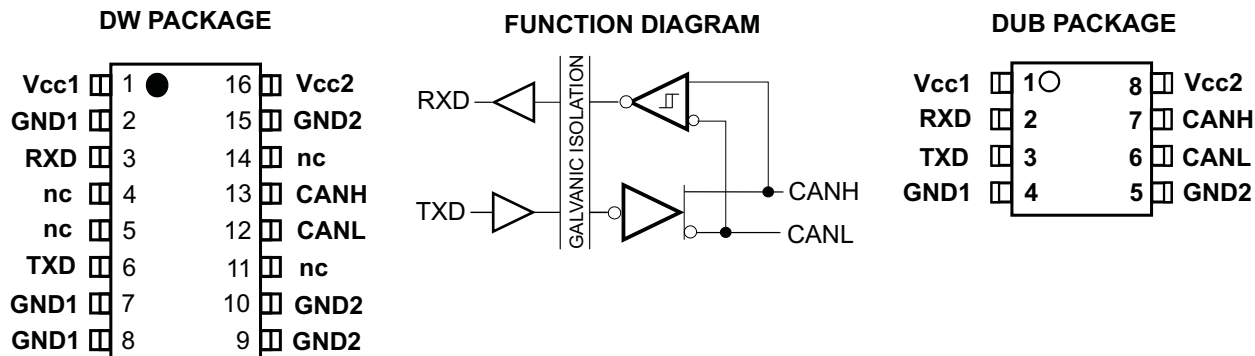 DW PACKAGE
Vcc1 1 16 Vcc2
GND1 2 15 GND2
RXD 3 14 nc
nc 4 13 CANH
nc 5 12 CANL
TXD 6 11 nc
GND1 7 10 GND2
GND1 8 9 GND2
FUNCTION DIAGRAM
RXD
GALVANIC ISOLATION
TXD
CANH
CANL
DUB PACKAGE
Vcc1 1 8 Vcc2
RXD 2 7 CANH
TXD 3 6 CANL
GND1 4 5 GND2